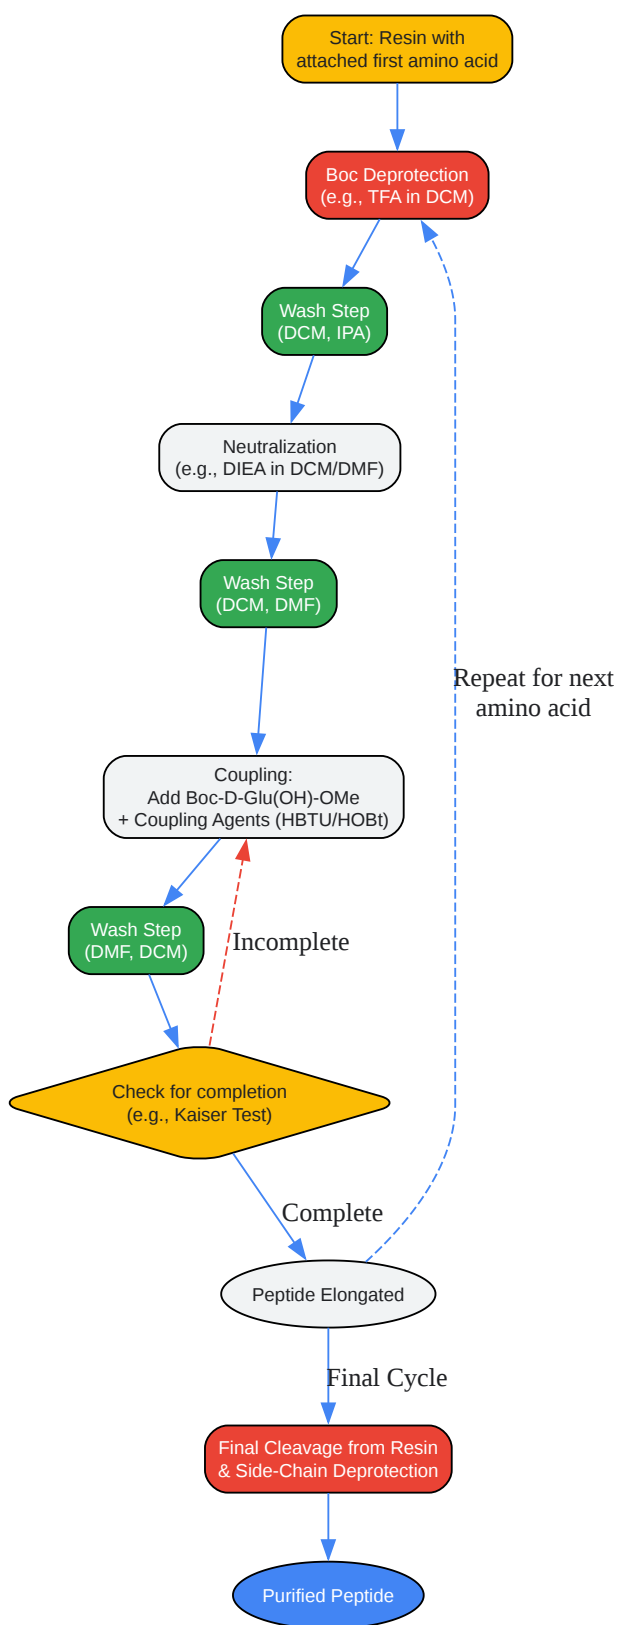 Start: Resin with
attached first amino acid
Boc Deprotection
(e.g., TFA in DCM)
Wash Step
(DCM, IPA)
Neutralization
(e.g., DIEA in DCM/DMF)
Wash Step
(DCM, DMF)
Repeat for next
amino acid
Coupling:
Add Boc-D-Glu(OH)-OMe
+ Coupling Agents (HBTU/HOBt)
Wash Step
(DMF, DCM)
Incomplete
Check for completion
(e.g., Kaiser Test)
Complete
Peptide Elongated
Final Cycle
Final Cleavage from Resin
& Side-Chain Deprotection
Purified Peptide